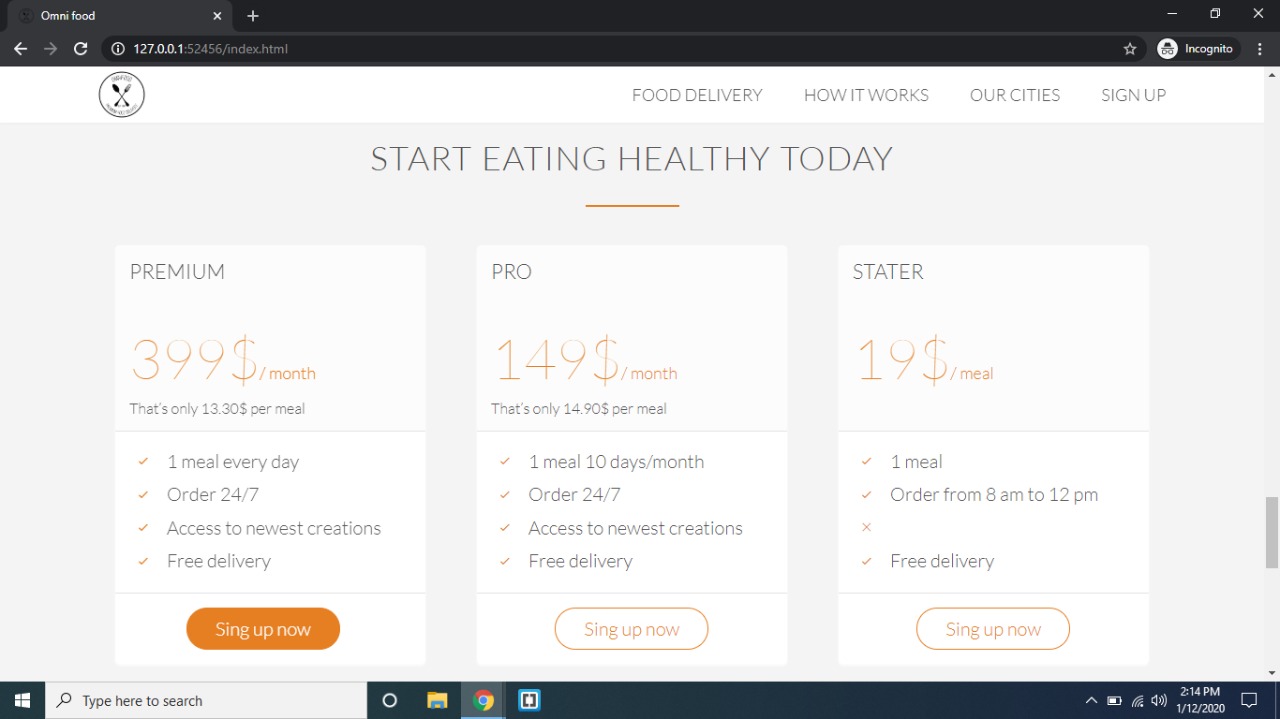 Omni food
127.0.0.1:52456/index.html
Incognito
FOOD DELIVERY HOW IT WORKS OUR CITIES SIGN UP
START EATING HEALTHY TODAY
PREMIUM
399$/ month
That's only 13.30$ per meal
1 meal every day
Order 24/7
Access to newest creations
Free delivery
Sing up now
PRO
149$/ month
That's only 14.90$ per meal
1 meal 10 days/month
Order 24/7
Access to newest creations
Free delivery
Sing up now
STATER
19$/ meal
1 meal
Order from 8 am to 12 pm
Free delivery
Sing up now
Type here to search
2:14 PM
1/12/2020